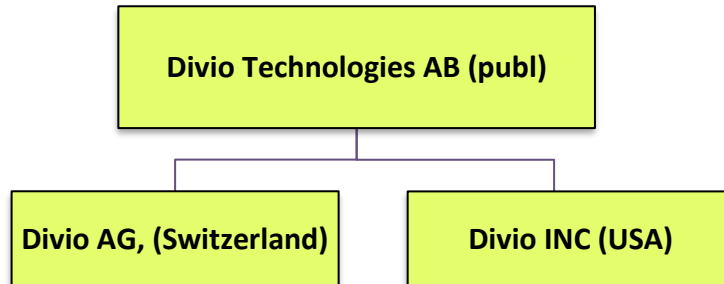 Divio Technologies AB (publ)
Divio AG, (Switzerland)
Divio INC (USA)